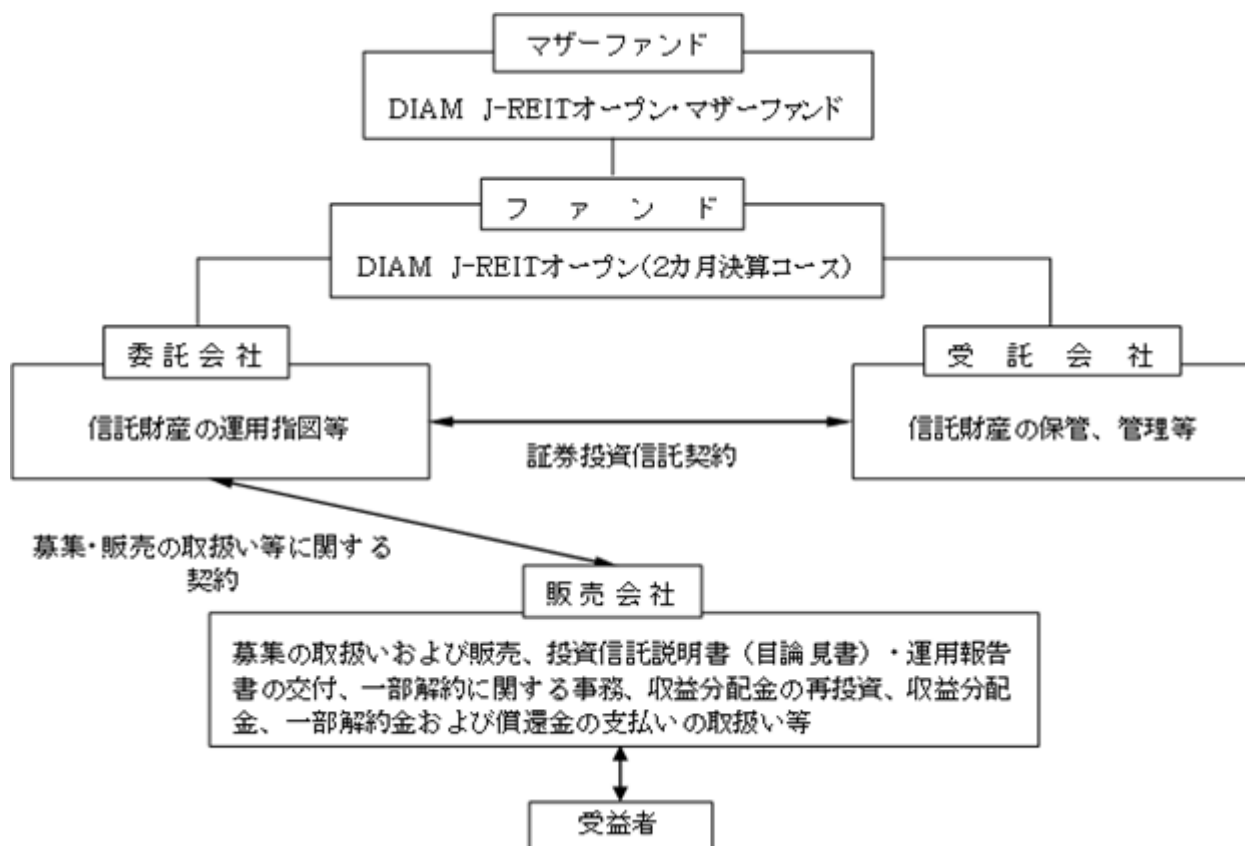 マザーファンド
DIAM J-REITオープン・マザーファンド
ファンド
DIAM J-REITオープン(2カ月決算コース)
委託会社
信託財産の運用指図等
受託会社
信託財産の保管、管理等
証券投資信託契約
募集・販売の取扱い等に関する
契約
販売会社
募集の取扱いおよび販売、投資信託説明書（目論見書）・運用報告
書の交付、一部解約に関する事務、収益分配金の再投資、収益分配
金、一部解約金および償還金の支払いの取扱い等
受益者